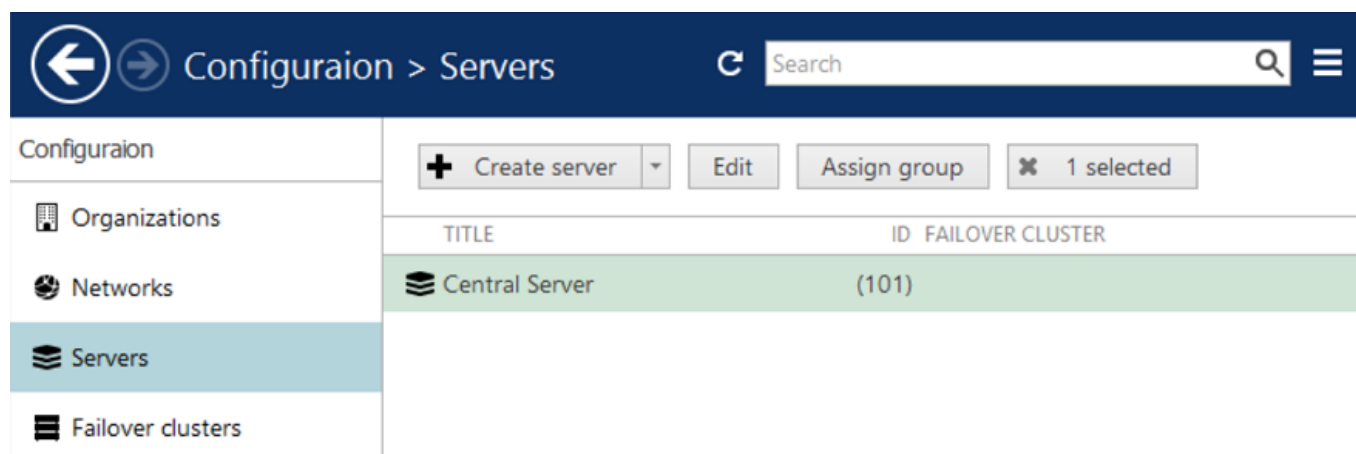 Configuraion > Servers
Search
Configuraion
Organizations
Networks
Servers
Failover clusters
Create server
Edit
Assign group
1 selected
TITLE ID FAILOVER CLUSTER
Central Server (101)